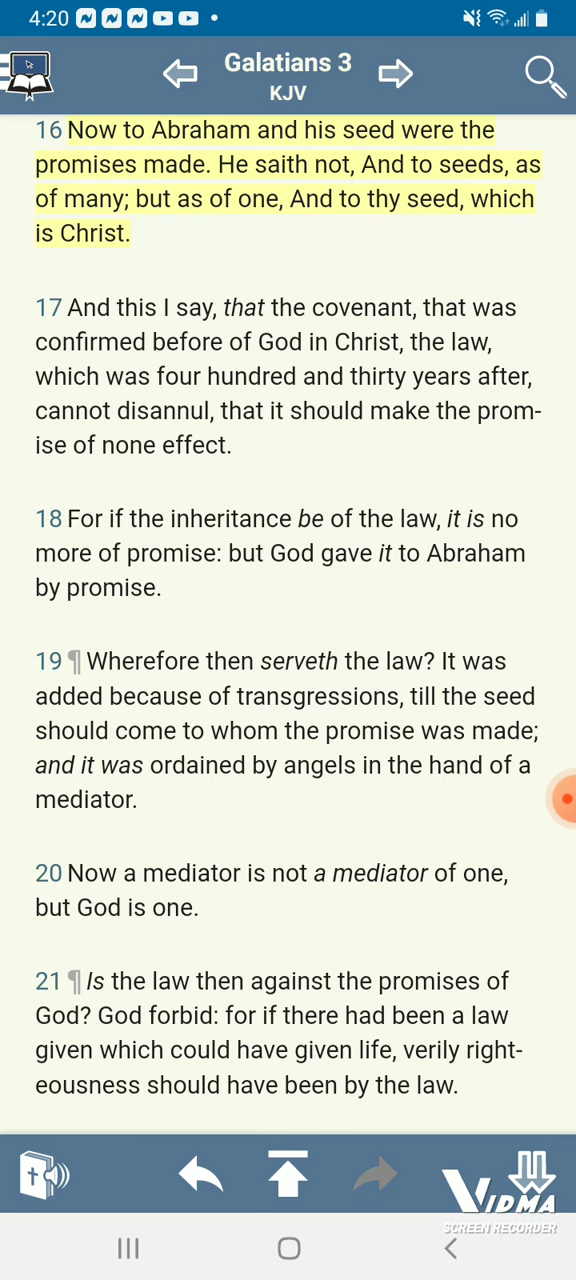 4:20
Galatians 3
KJV
16 Now to Abraham and his seed were the
promises made. He saith not, And to seeds, as
of many; but as of one, And to thy seed, which
is Christ.
17 And this I say, that the covenant, that was
confirmed before of God in Christ, the law,
which was four hundred and thirty years after,
cannot disannul, that it should make the prom-
ise of none effect.
18 For if the inheritance be of the law, it is no
more of promise: but God gave it to Abraham
by promise.
19 ¶ Wherefore then serveth the law? It was
added because of transgressions, till the seed
should come to whom the promise was made;
and it was ordained by angels in the hand of a
mediator.
20 Now a mediator is not a mediator of one,
but God is one.
21 ¶ Is the law then against the promises of
God? God forbid: for if there had been a law
given which could have given life, verily right-
eousness should have been by the law.
VIDMA
SCREEN RECORDER